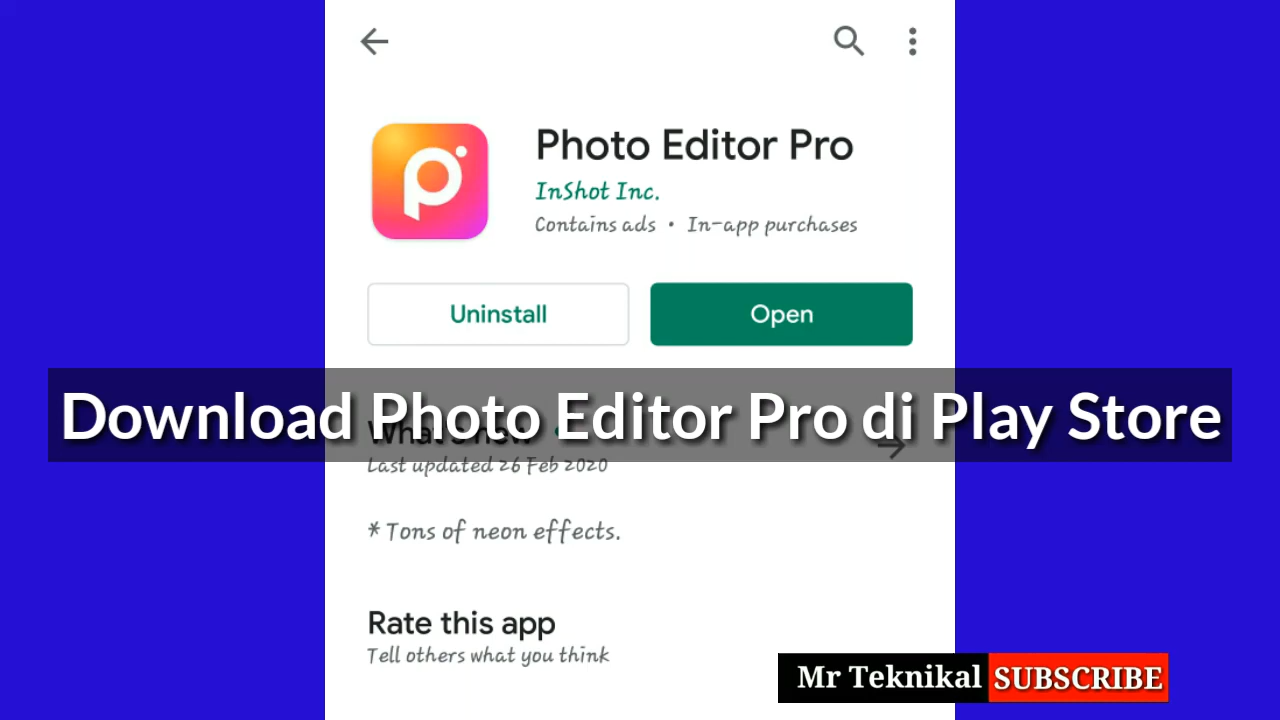 Photo Editor Pro
InShot Inc.
Contains ads • In-app purchases
Uninstall
Open
Download Photo Editor Pro di Play Store
What's new
Last updated 26 Feb 2020
* Tons of neon effects.
Rate this app
Tell others what you think
Mr Teknikal SUBSCRIBE